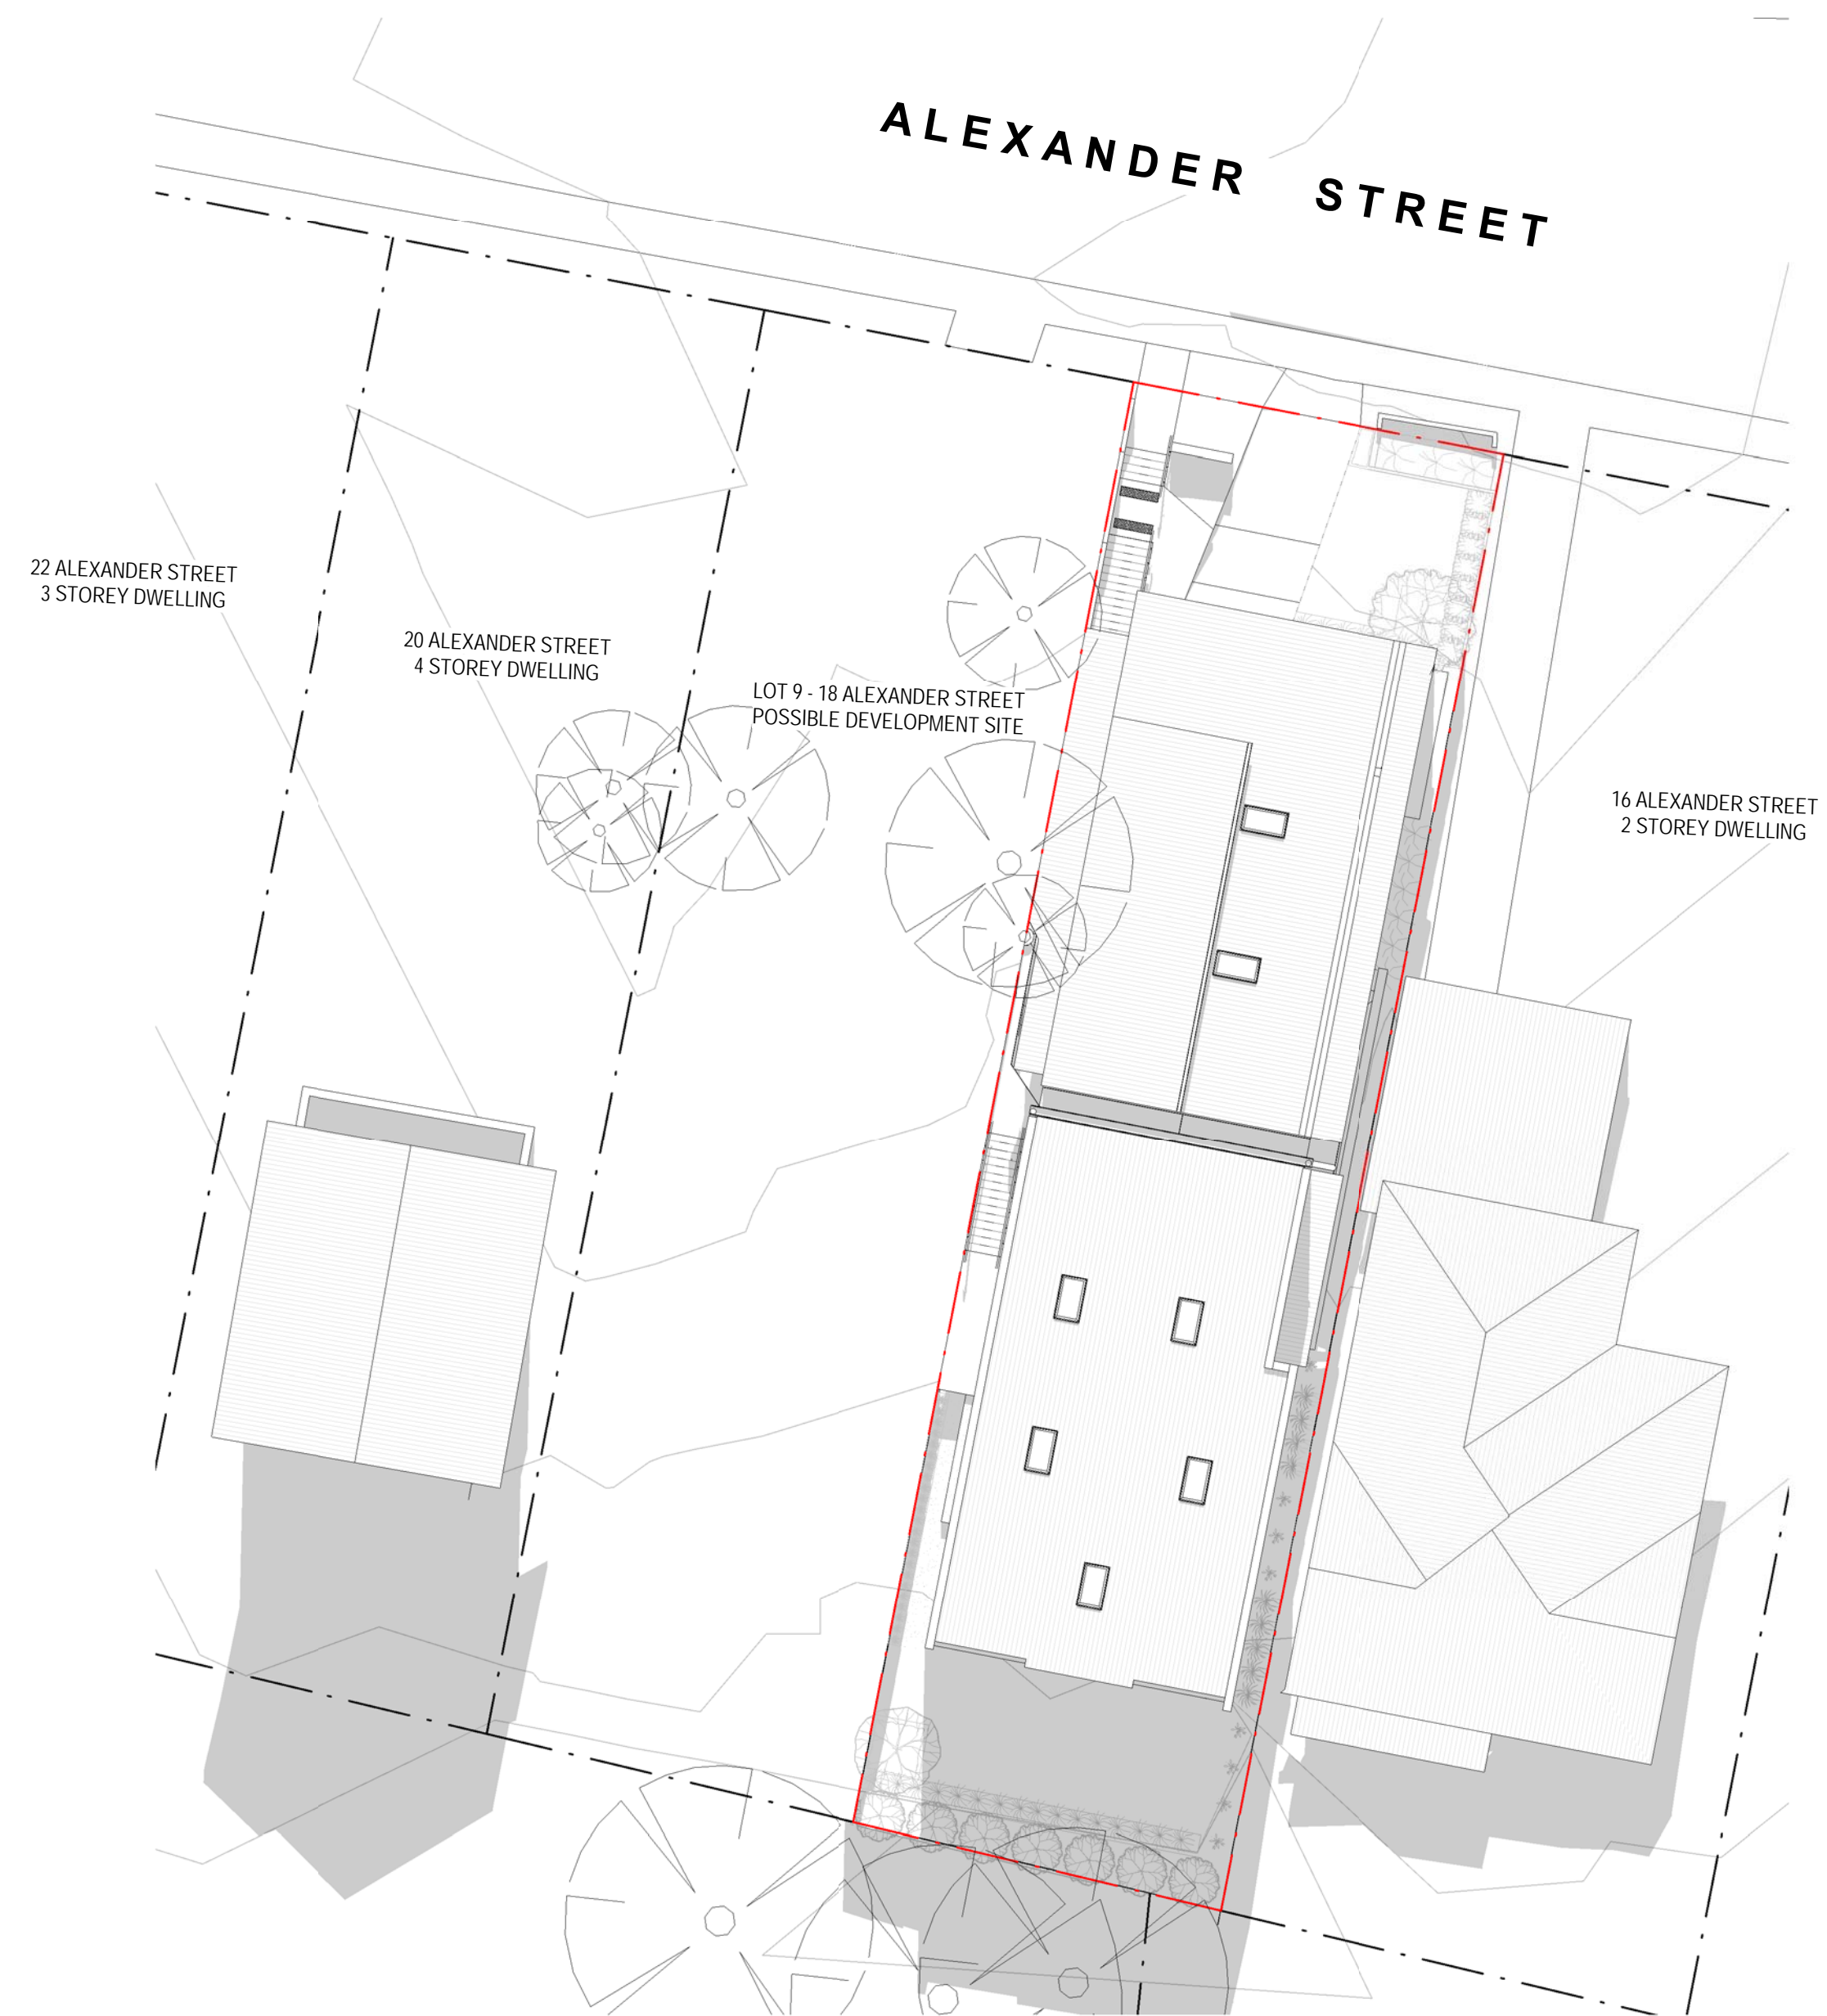 ALEXANDER STREET
22 ALEXANDER STREET
3 STOREY DWELLING
20 ALEXANDER STREET
4 STOREY DWELLING
LOT 9 - 18 ALEXANDER STREET
POSSIBLE DEVELOPMENT SITE
16 ALEXANDER STREET
2 STOREY DWELLING